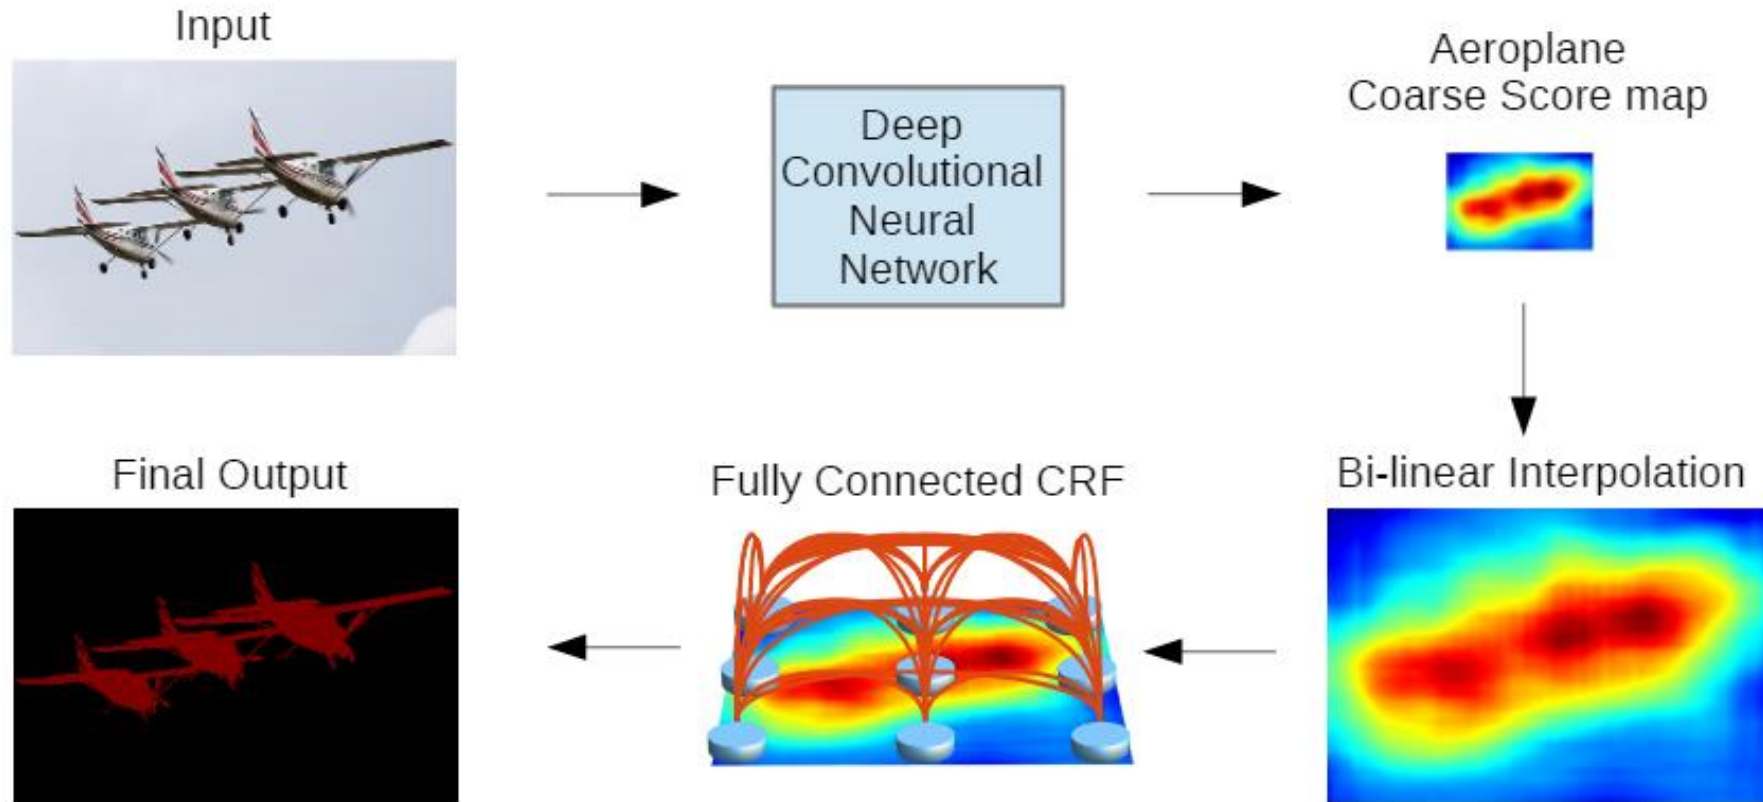 Input
Deep
Convolutional
Neural
Network
Aeroplane
Coarse Score map
Final Output
Fully Connected CRF
Bi-linear Interpolation